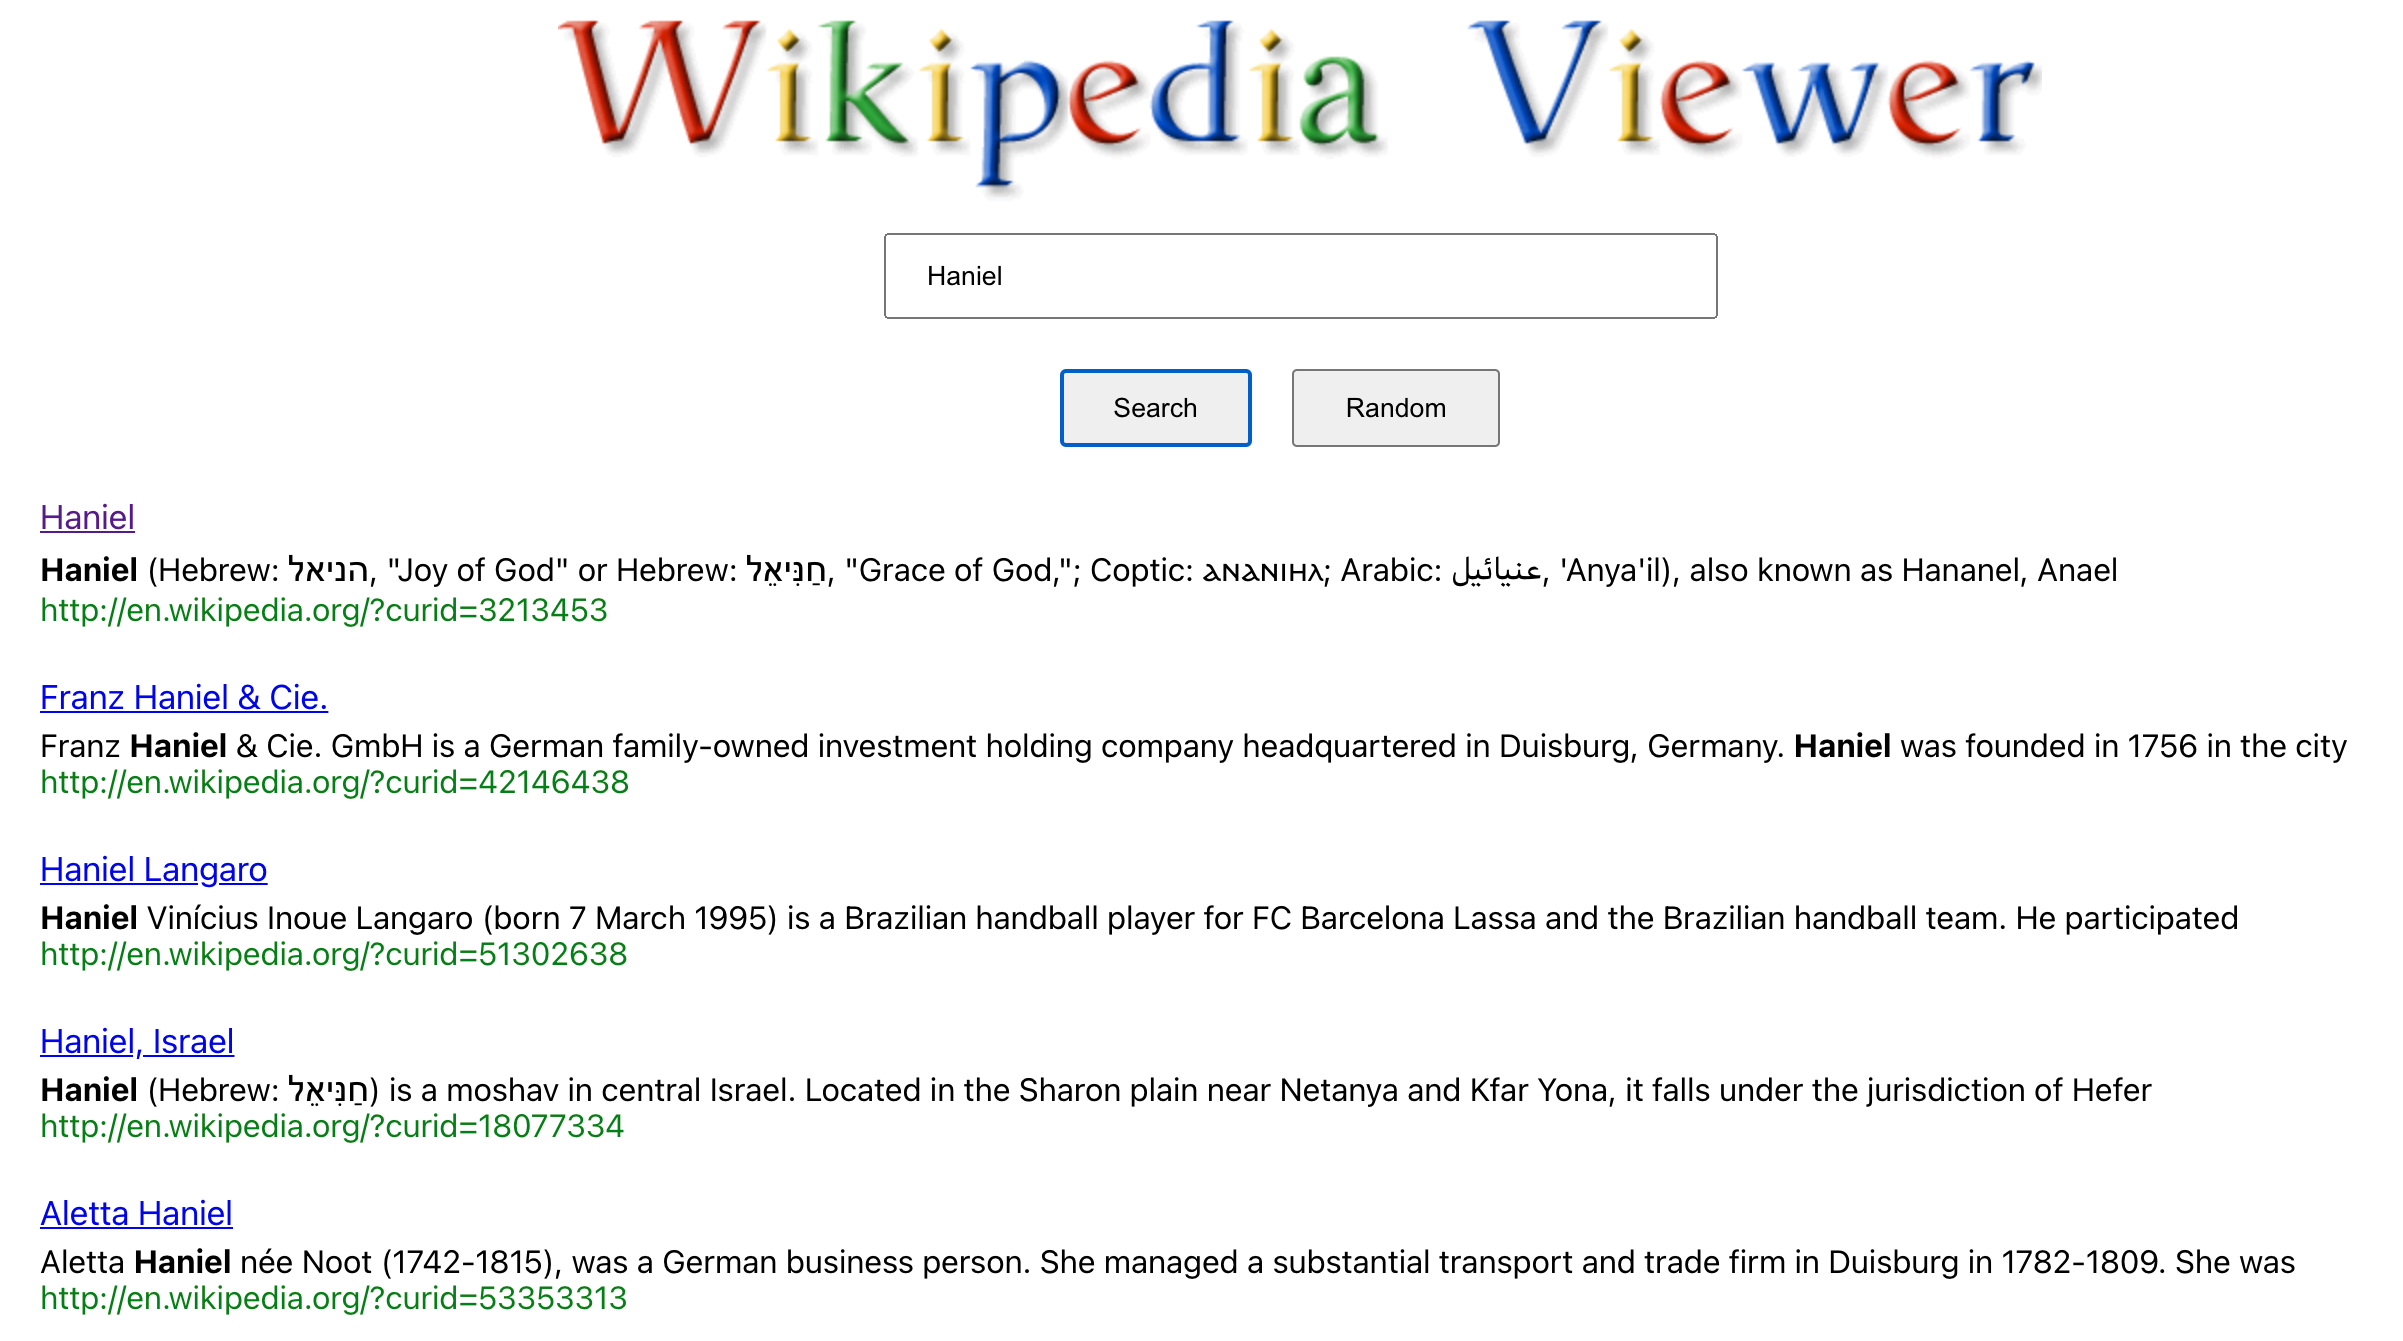 Wikipedia Viewer
Haniel
Search
Random
Haniel
Haniel (Hebrew: הניאל, "Joy of God" or Hebrew: חַנִּיאֵל, "Grace of God,"; Coptic: ⲁⲛⲁⲛⲓⲏⲗ; Arabic: عنيائيل, 'Anya'il), also known as Hananel, Anael
http://en.wikipedia.org/?curid=3213453
Franz Haniel & Cie.
Franz Haniel & Cie. GmbH is a German family-owned investment holding company headquartered in Duisburg, Germany. Haniel was founded in 1756 in the city
http://en.wikipedia.org/?curid=42146438
Haniel Langaro
Haniel Vinícius Inoue Langaro (born 7 March 1995) is a Brazilian handball player for FC Barcelona Lassa and the Brazilian handball team. He participated
http://en.wikipedia.org/?curid=51302638
Haniel, Israel
Haniel (Hebrew: חַנִּיאֵל) is a moshav in central Israel. Located in the Sharon plain near Netanya and Kfar Yona, it falls under the jurisdiction of Hefer
http://en.wikipedia.org/?curid=18077334
Aletta Haniel
Aletta Haniel née Noot (1742-1815), was a German business person. She managed a substantial transport and trade firm in Duisburg in 1782-1809. She was
http://en.wikipedia.org/?curid=53353313